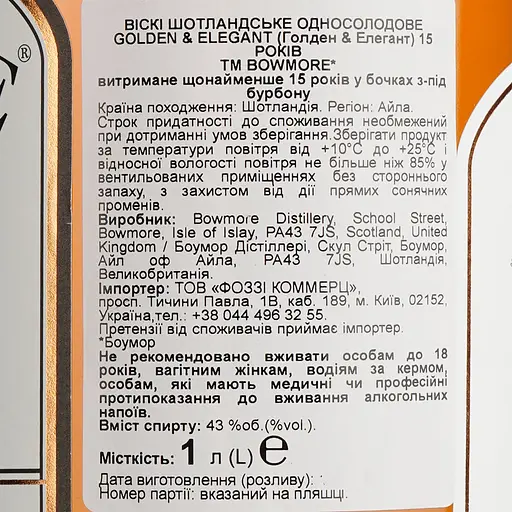 ®
ВІСКІ ШОТЛАНДСЬКЕ ОДНОСОЛОДОВЕ
GOLDEN & ELEGANT (Голден & Елегант) 15
РОКІВ
ТМ BOWMORE*
витримане щонайменше 15 років у бочках з-під
бурбону
Країна походження: Шотландія. Регіон: Айла.
Строк придатності до споживання необмежений
при дотриманні умов зберігання.Зберігати продукт
за температури повітря від +10°C до +25°C і
відносної вологості повітря не більше ніж 85% у
вентильованих приміщеннях без стороннього
запаху, з захистом від дії прямих сонячних
променів.
Виробник: Bowmore Distillery, School Street,
Bowmore, Isle of Islay, PA43 7JS, Scotland, United
Kingdom / Боумор Дістіллері, Скул Стріт, Боумор,
Айл оф Айла, PA43 7JS, Шотландія,
Великобританія.
Імпортер: ТОВ «ФОЗЗІ КОММЕРЦ»,
просп. Тичини Павла, 1В, каб. 189, м. Київ, 02152,
Україна,тел.: +38 044 496 32 55.
Претензії від споживачів приймає імпортер.
*Боумор
Не рекомендовано вживати особам до 18
років, вагітним жінкам, водіям за кермом,
особам, які мають медичні чи професійні
протипоказання до вживання алкогольних
напоїв.
Вміст спирту: 43 %об.(%vol.).
Місткість: 1 л (L) e
Дата виготовлення (розливу):
Номер партії: вказаний на пляшці.